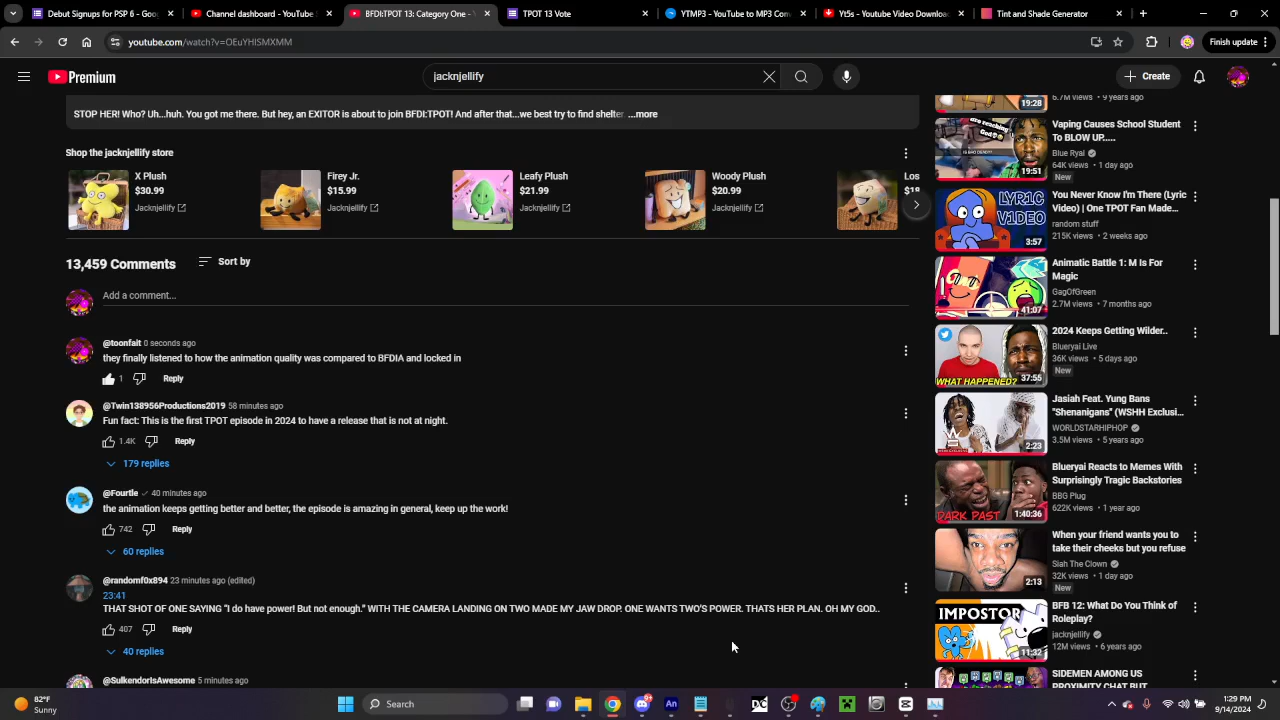 Debut Signups for PSP 6 - G
Channel dashboard - YouTube S
BFDI:TPOT 13: Category One - Y
TPOT 13 Vote
YTMP3 - YouTube to MP3 Con
Yt5s - Youtube Video Downloa
Tint and Shade Generator
youtube.com/watch?v=OEuYHISMXMM
Finish update
Premium
jacknjellify
Create
STOP HER! Who? Uh...huh. You got me there. But hey, an EDITOR is about to join BFDI:TPOT! And after that...we best try to find shelter ...more
Shop the jacknjellify store
X Plush
$30.99
Jacknjellify
Firey Jr.
$15.99
Jacknjellify
Leafy Plush
$21.99
Jacknjellify
Woody Plush
$20.99
Jacknjellify
Los
$18
13,459 Comments
Sort by
Add a comment...
@toonfait 0 seconds ago
they finally listened to how the animation quality was compared to BFDIA and locked in
1
Reply
@Twin138956Productions2019 58 minutes ago
Fun fact: This is the first TPOT episode in 2024 to have a release that is not at night.
1.4K
Reply
179 replies
@Fourtle 40 minutes ago
the animation keeps getting better and better, the episode is amazing in general, keep up the work!
742
Reply
60 replies
@randomf0x894 23 minutes ago (edited)
23:41
THAT SHOT OF ONE SAYING "I do have power! But not enough." WITH THE CAMERA LANDING ON TWO MADE MY JAW DROP. ONE WANTS TWO'S POWER. THATS HER PLAN. OH MY GOD..
407
Reply
40 replies
@SulkendorIsAwesome 5 minutes ago
19:28
6.7M views • 9 years ago
19:51
Vaping Causes School Student
To BLOW UP.....
Blue Ryal
64K views • 1 day ago
New
LYR1C
V1DEO
3:57
You Never Know I'm There (Lyric
Video) | One TPOT Fan Made...
random stuff
215K views • 2 weeks ago
41:07
Animatic Battle 1: M Is For
Magic
GagOfGreen
2.7M views • 7 months ago
WHAT HAPPENED?
37:55
2024 Keeps Getting Wilder..
Blueryai Live
36K views • 5 days ago
New
2:23
Jasiah Feat. Yung Bans
"Shenanigans" (WSHH Exclusi...
WORLDSTARHIPHOP
3.5M views • 5 years ago
DARK PAST
1:40:36
Blueryai Reacts to Memes With
Surprisingly Tragic Backstories
BBG Plug
622K views • 1 year ago
2:13
When your friend wants you to
take their cheeks but you refuse
Siah The Clown
32K views • 1 day ago
New
IMPOSTOR
11:32
BFB 12: What Do You Think of
Roleplay?
jacknjellify
12M views • 6 years ago
SIDEMEN AMONG US
PROXIMITY CHAT BUT
82°F
Sunny
Search
9+
An
DC
1:29 PM
9/14/2024